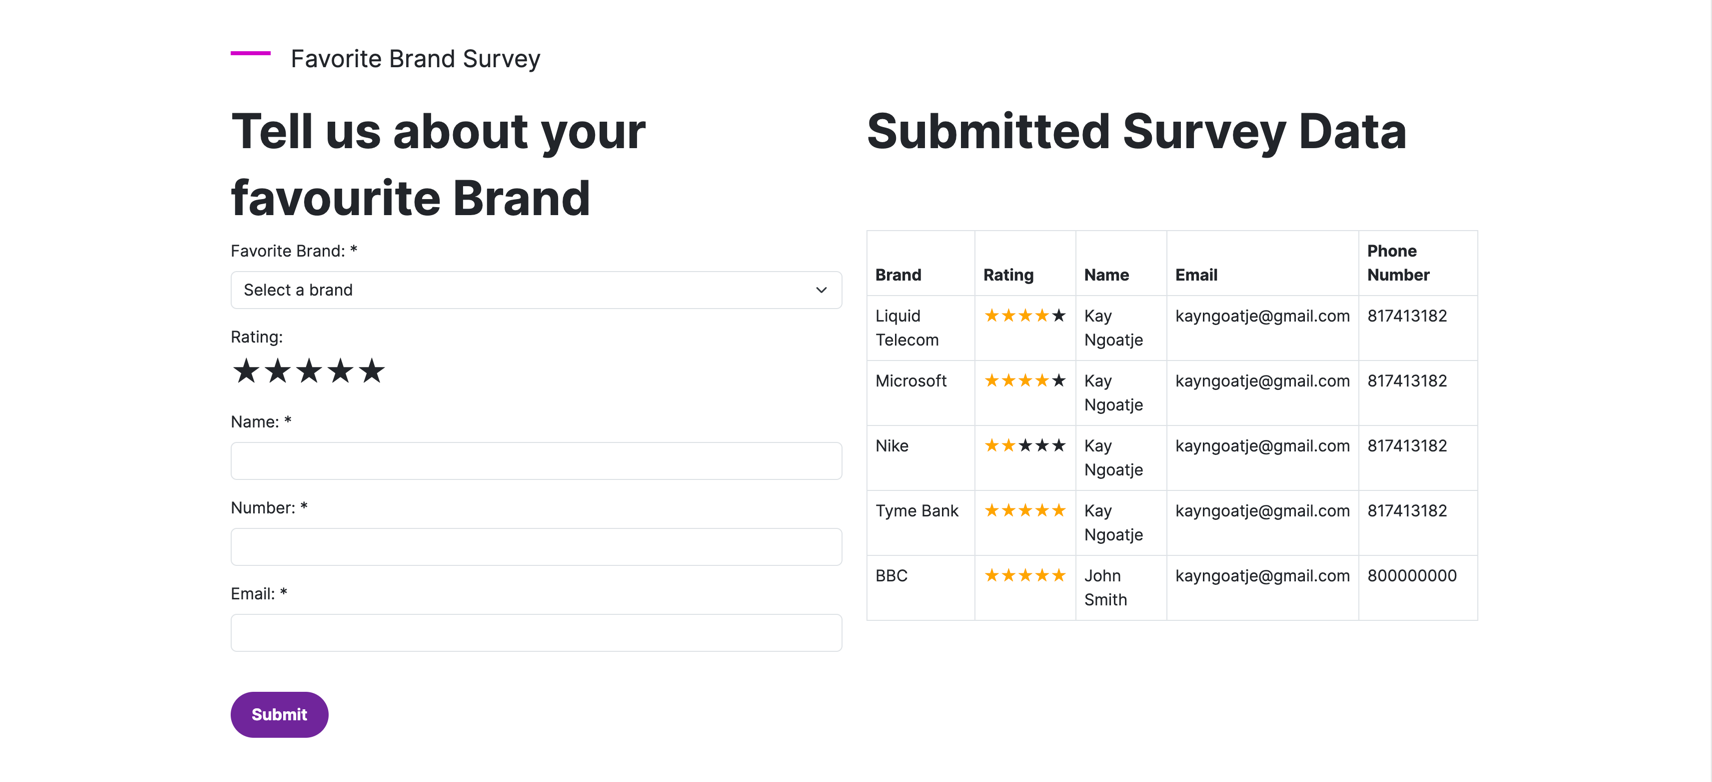 Favorite Brand Survey
Tell us about your
favourite Brand
Favorite Brand: *
Select a brand
Rating:
★★★★★
Name: *
Number: *
Email: *
Submit
Submitted Survey Data
Brand Rating Name Email Phone Number
Liquid Telecom ★★★★★ Kay Ngoatje kayngoatje@gmail.com 817413182
Microsoft ★★★★★ Kay Ngoatje kayngoatje@gmail.com 817413182
Nike ★★★★★ Kay Ngoatje kayngoatje@gmail.com 817413182
Tyme Bank ★★★★★ Kay Ngoatje kayngoatje@gmail.com 817413182
BBC ★★★★★ John Smith kayngoatje@gmail.com 800000000